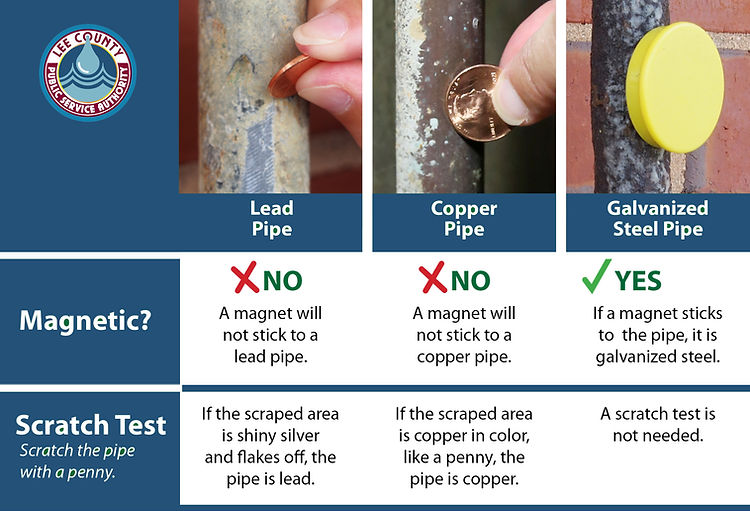 LEE COUNTY
PUBLIC SERVICE AUTHORITY
Lead
Pipe
Copper
Pipe
Galvanized
Steel Pipe
Magnetic?
NO
A magnet will
not stick to a
lead pipe.
NO
A magnet will
not stick to a
copper pipe.
YES
If a magnet sticks
to the pipe, it is
galvanized steel.
Scratch Test
Scratch the pipe
with a penny.
If the scraped area
is shiny silver
and flakes off, the
pipe is lead.
If the scraped area
is copper in color,
like a penny, the
pipe is copper.
A scratch test is
not needed.